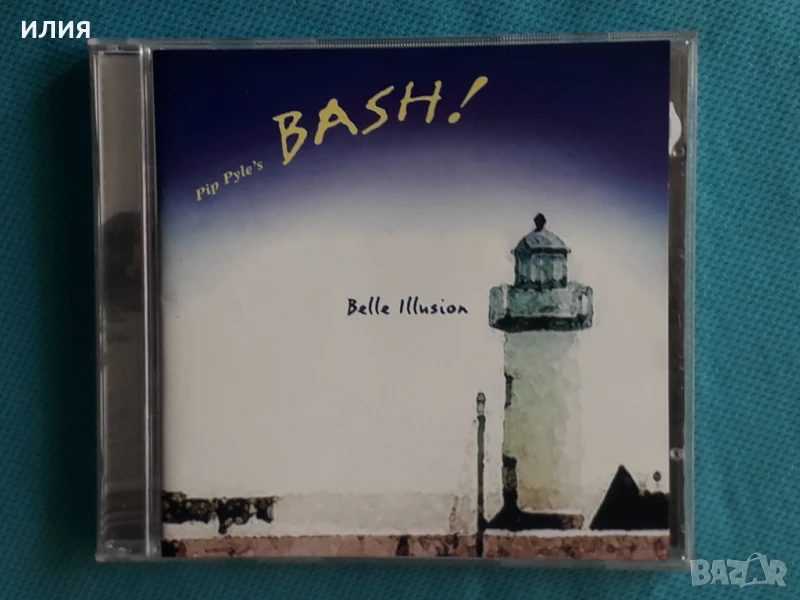 илия
Pip Pyle's
BASH!
Belle Illusion
BAZAR